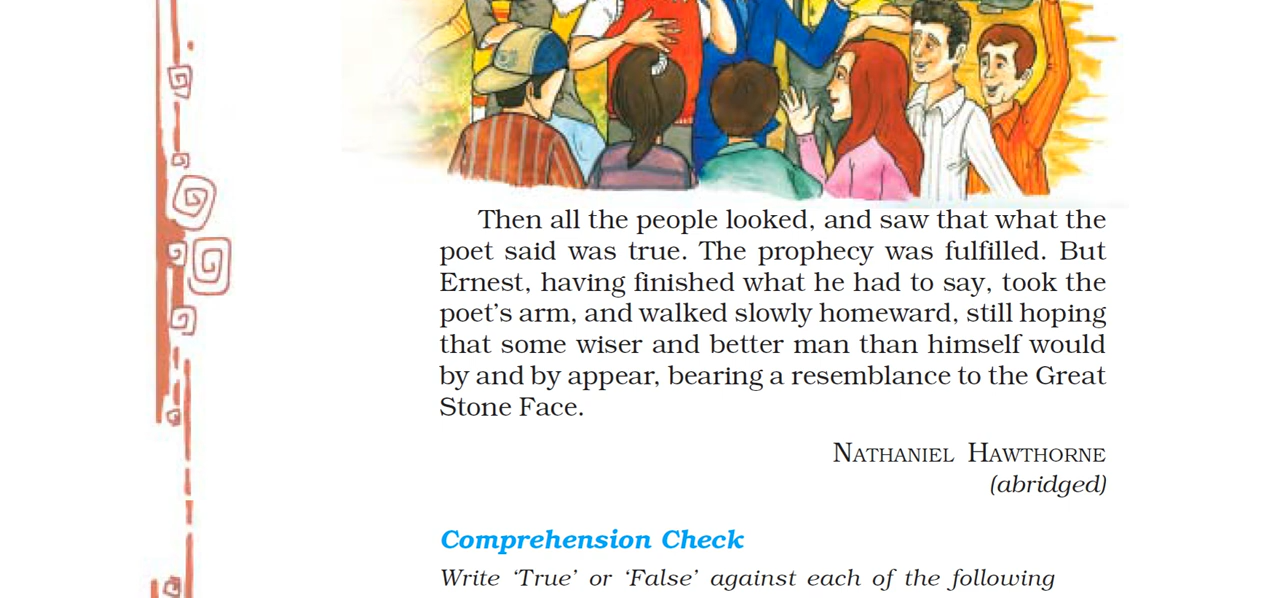 Then all the people looked, and saw that what the
poet said was true. The prophecy was fulfilled. But
Ernest, having finished what he had to say, took the
poet’s arm, and walked slowly homeward, still hoping
that some wiser and better man than himself would
by and by appear, bearing a resemblance to the Great
Stone Face.
NATHANIEL HAWTHORNE
(abridged)
Comprehension Check
Write ‘True’ or ‘False’ against each of the following